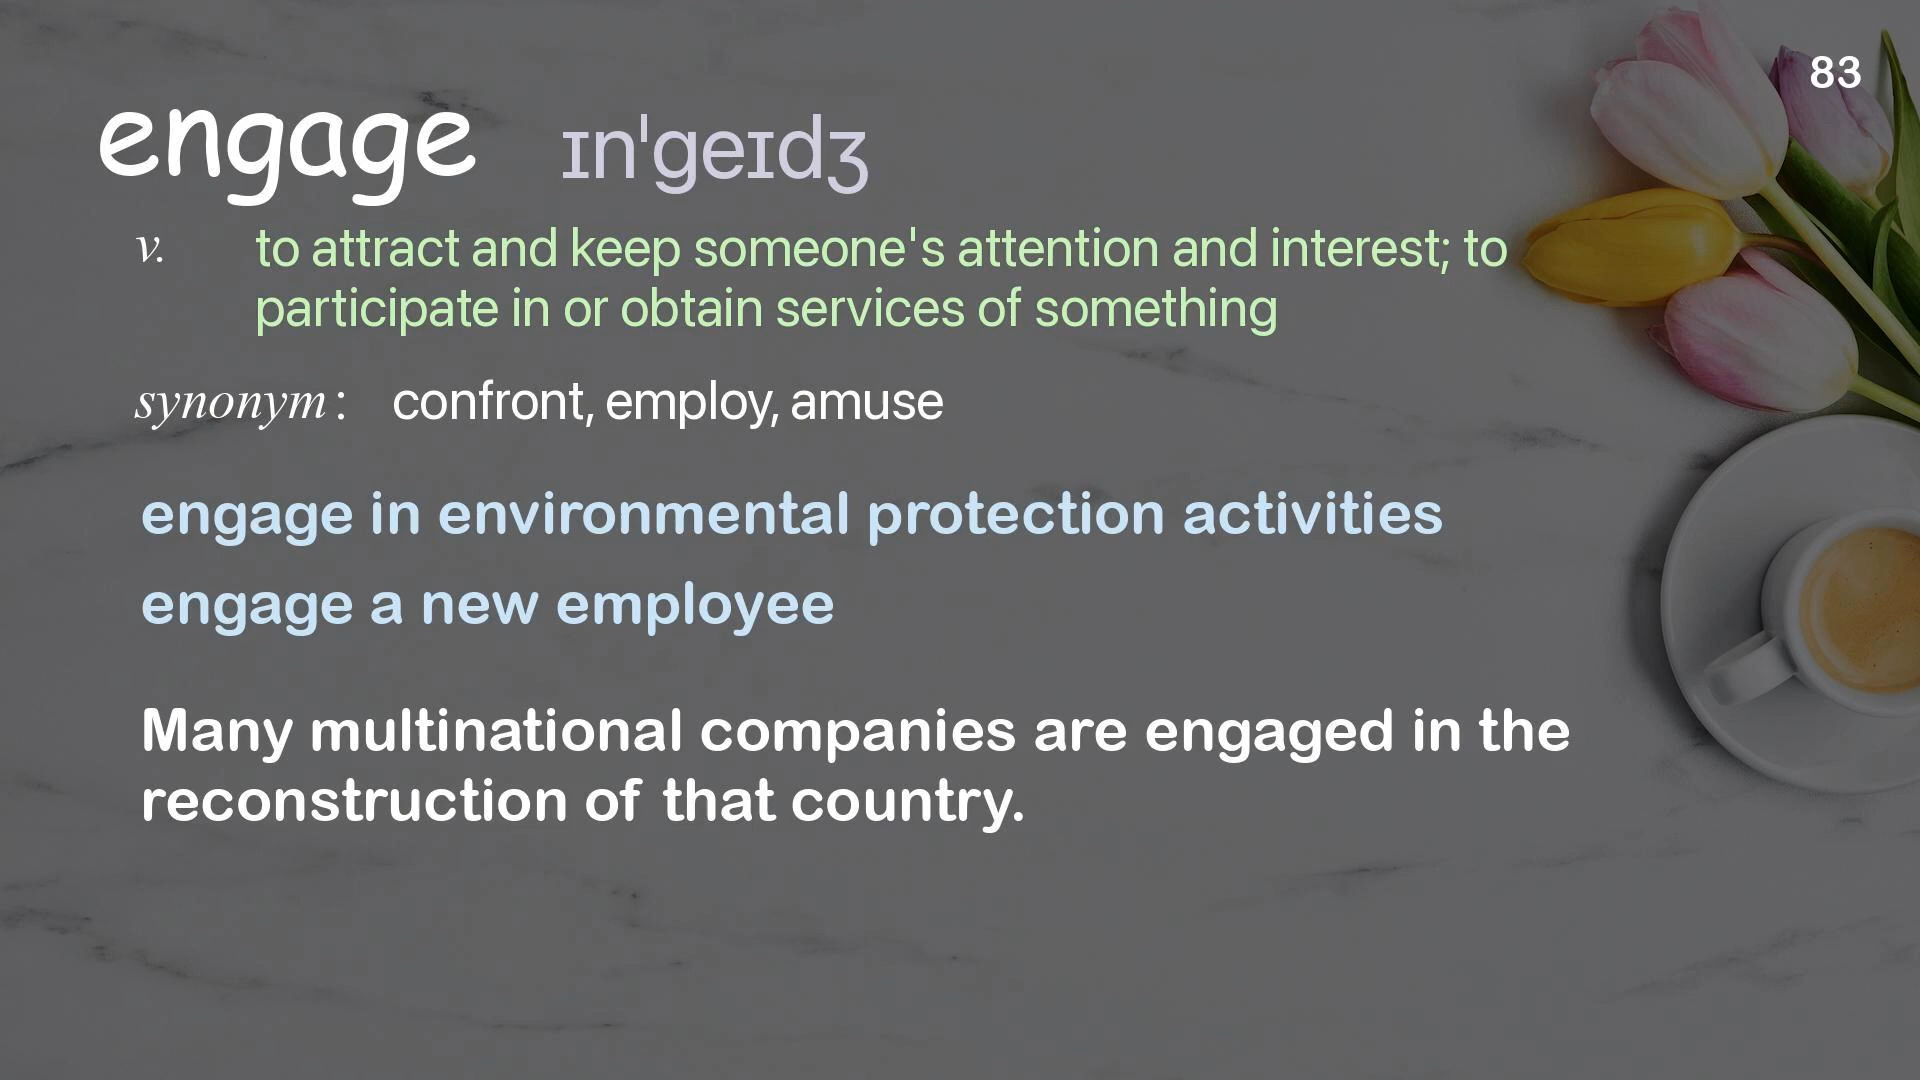 83
engage ɪnˈɡeɪdʒ
v. to attract and keep someone's attention and interest; to
participate in or obtain services of something
synonym: confront, employ, amuse
engage in environmental protection activities
engage a new employee
Many multinational companies are engaged in the
reconstruction of that country.